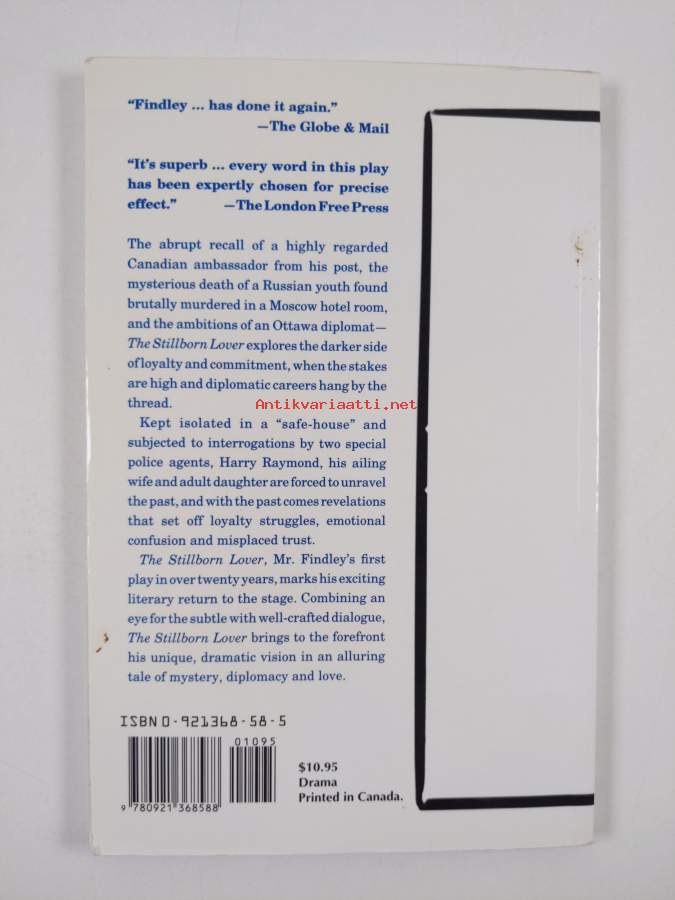 “Findley ... has done it again.”
—The Globe & Mail
“It's superb ... every word in this play
has been expertly chosen for precise
effect.” —The London Free Press
The abrupt recall of a highly regarded
Canadian ambassador from his post, the
mysterious death of a Russian youth found
brutally murdered in a Moscow hotel room,
and the ambitions of an Ottawa diplomat—
The Stillborn Lover explores the darker side
of loyalty and commitment, when the stakes
are high and diplomatic careers hang by the
thread.
Antikvariaatti.net
Kept isolated in a “safe-house” and
subjected to interrogations by two special
police agents, Harry Raymond, his ailing
wife and adult daughter are forced to unravel
the past, and with the past comes revelations
that set off loyalty struggles, emotional
confusion and misplaced trust.
The Stillborn Lover, Mr. Findley's first
play in over twenty years, marks his exciting
literary return to the stage. Combining an
eye for the subtle with well-crafted dialogue,
The Stillborn Lover brings to the forefront
his unique, dramatic vision in an alluring
tale of mystery, diplomacy and love.
ISBN 0-921368-58-5
01095
9 780921 368588
$10.95
Drama
Printed in Canada.